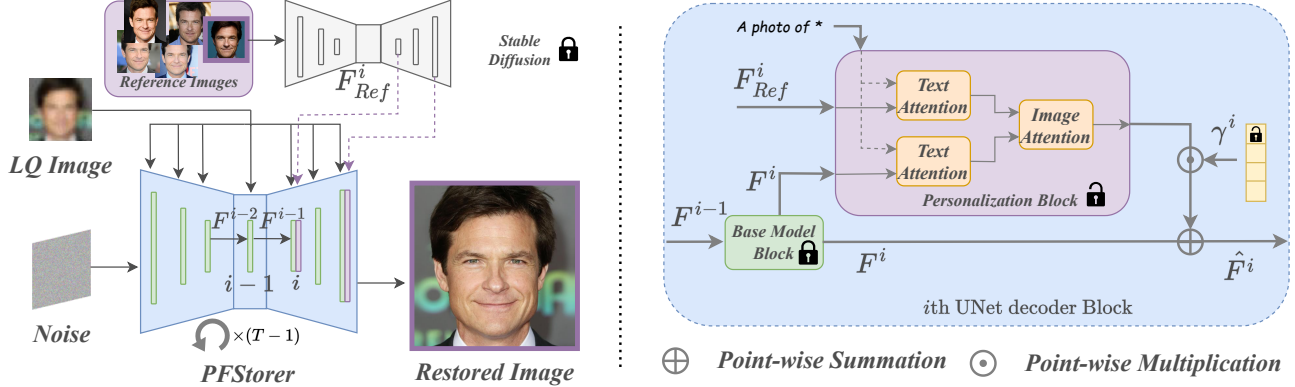 Reference Images
Stable
Diffusion
F^i_{Ref}
LQ Image
F^{i-2}
F^{i-1}
i − 1
i
Noise
×(T − 1)
PFStorer
Restored Image
A photo of *
F^i_{Ref}
Text
Attention
Image
Attention
Text
Attention
γ^i
F^i
Personalization Block
F^{i-1}
Base Model
Block
F^i
\hat{F}^i
ith UNet decoder Block
Point-wise Summation
Point-wise Multiplication